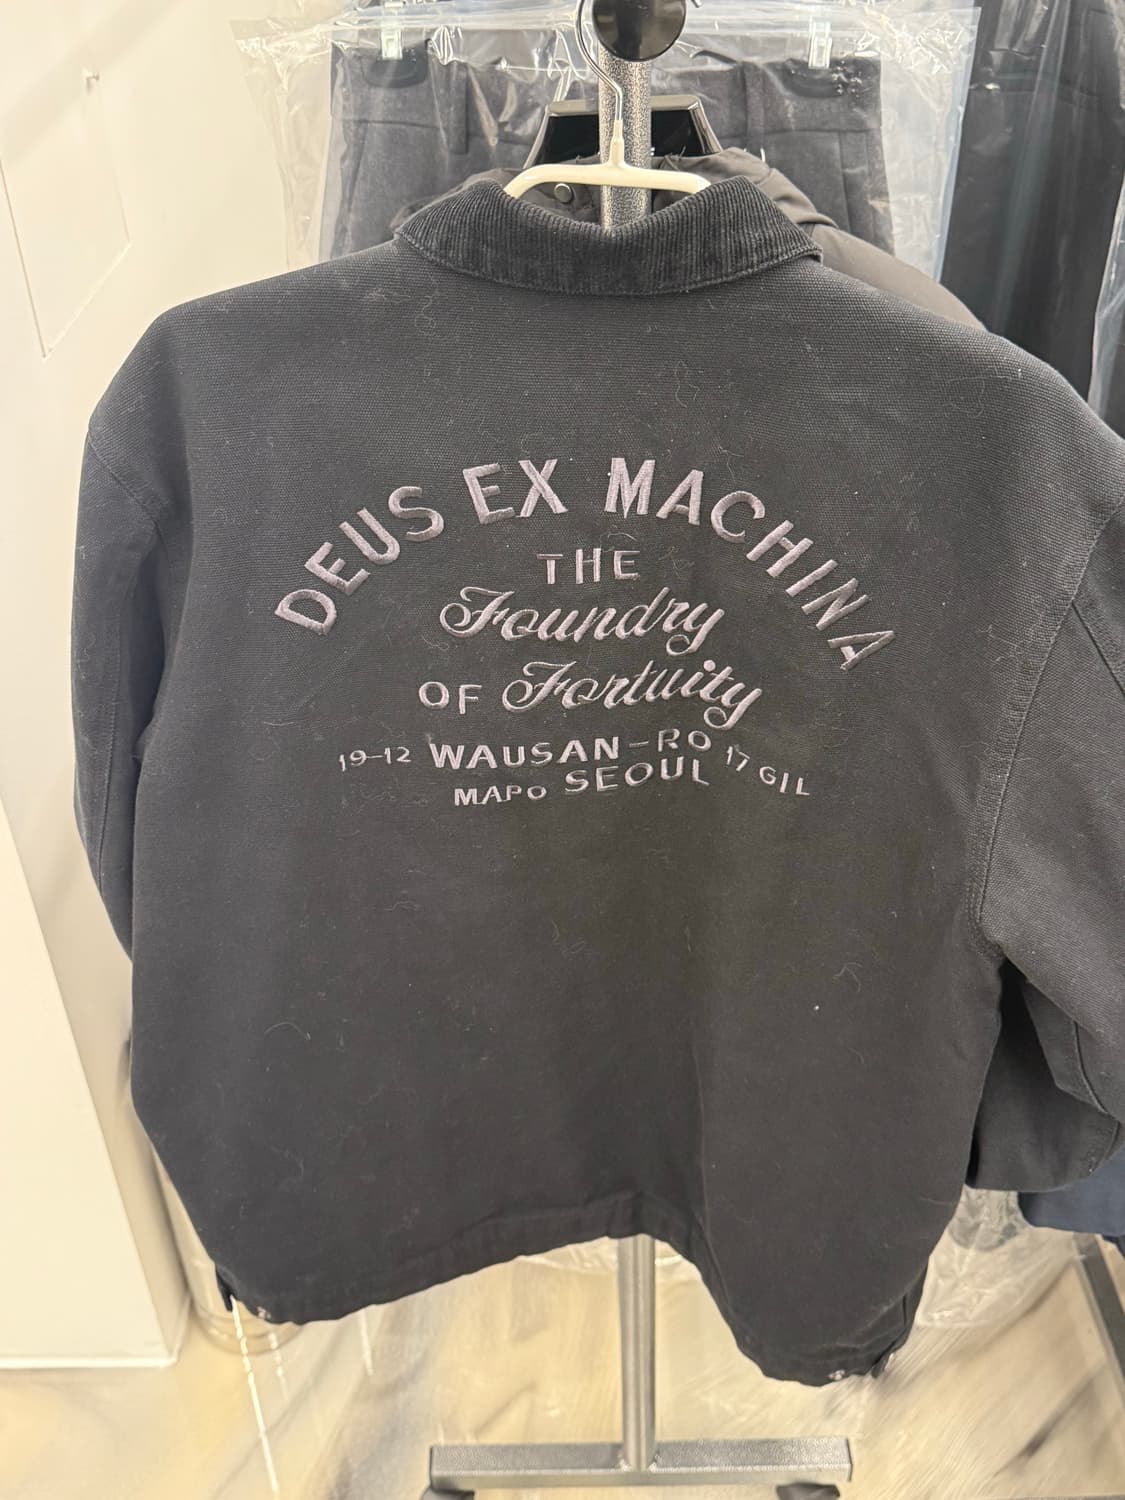 DEUS EX MACHINA
THE
Foundry
OF Fortuity
19-12 WAUSAN-RO 17 GIL
MAPO SEOUL